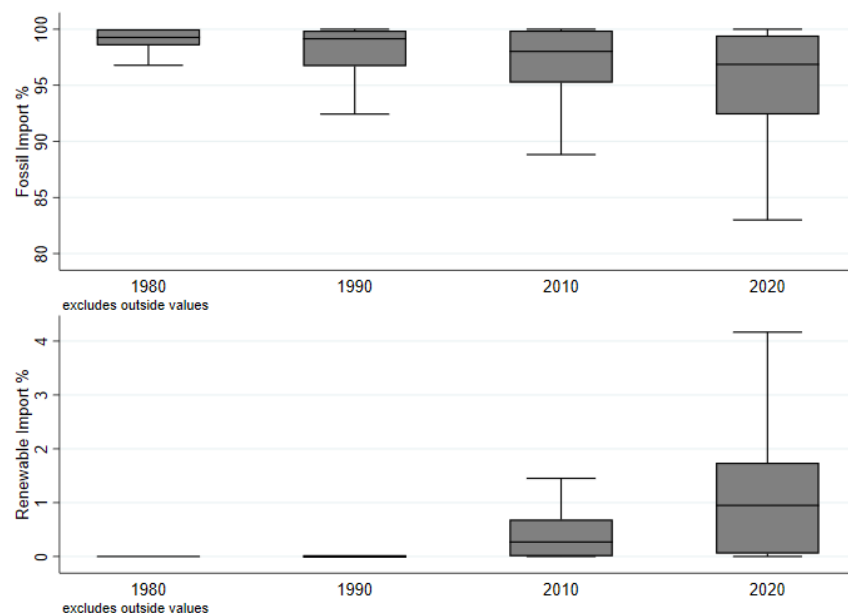 Fossil Import %
100
95
90
85
80
1980 1990 2010 2020
excludes outside values
Renewable Import %
4
3
2
1
0
1980 1990 2010 2020
excludes outside values